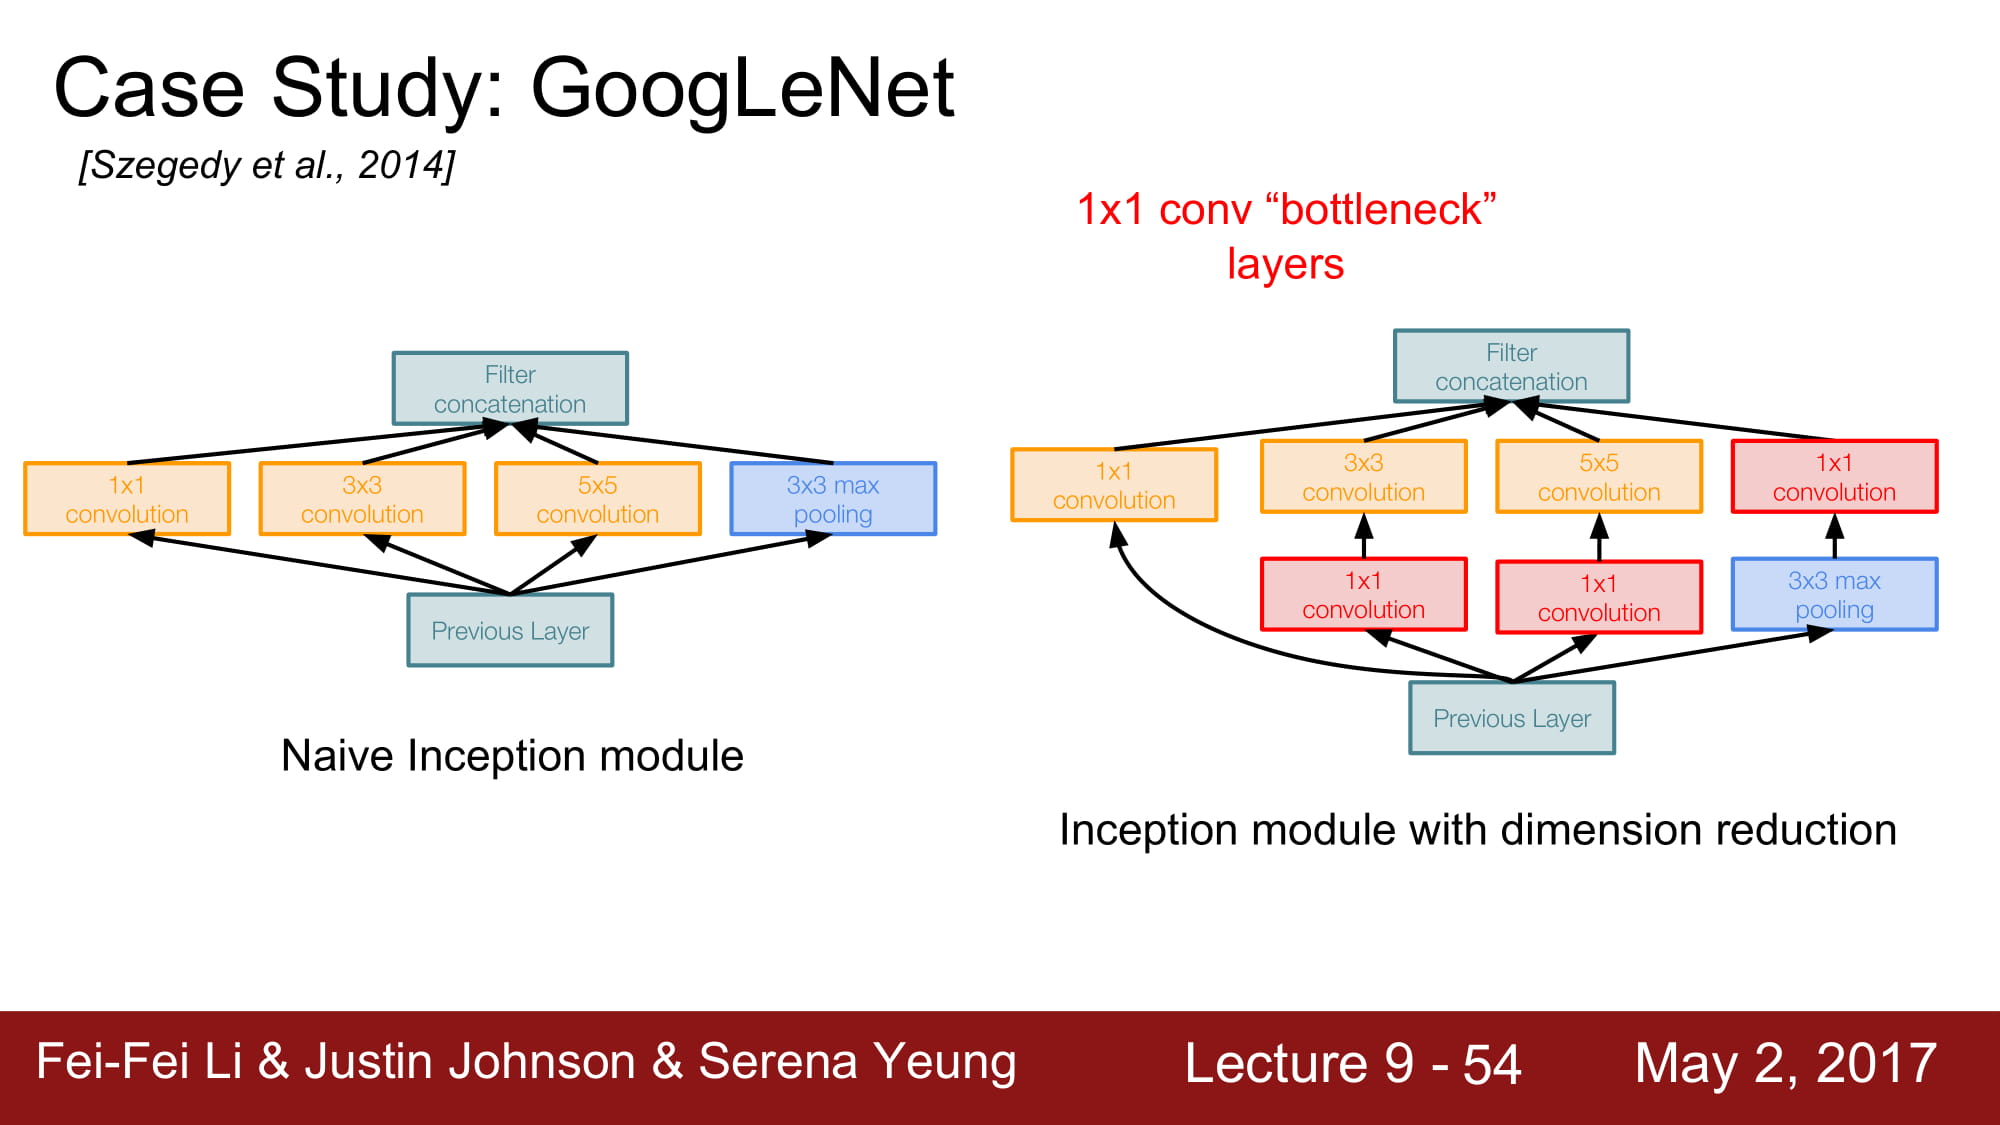 Case Study: GoogLeNet
[Szegedy et al., 2014]
1x1 conv “bottleneck”
layers
Filter
concatenation
1x1
convolution
3x3
convolution
5x5
convolution
3x3 max
pooling
Previous Layer
Naive Inception module
Filter
concatenation
1x1
convolution
3x3
convolution
5x5
convolution
1x1
convolution
1x1
convolution
1x1
convolution
3x3 max
pooling
Previous Layer
Inception module with dimension reduction
Fei-Fei Li & Justin Johnson & Serena Yeung
Lecture 9 - 54
May 2, 2017